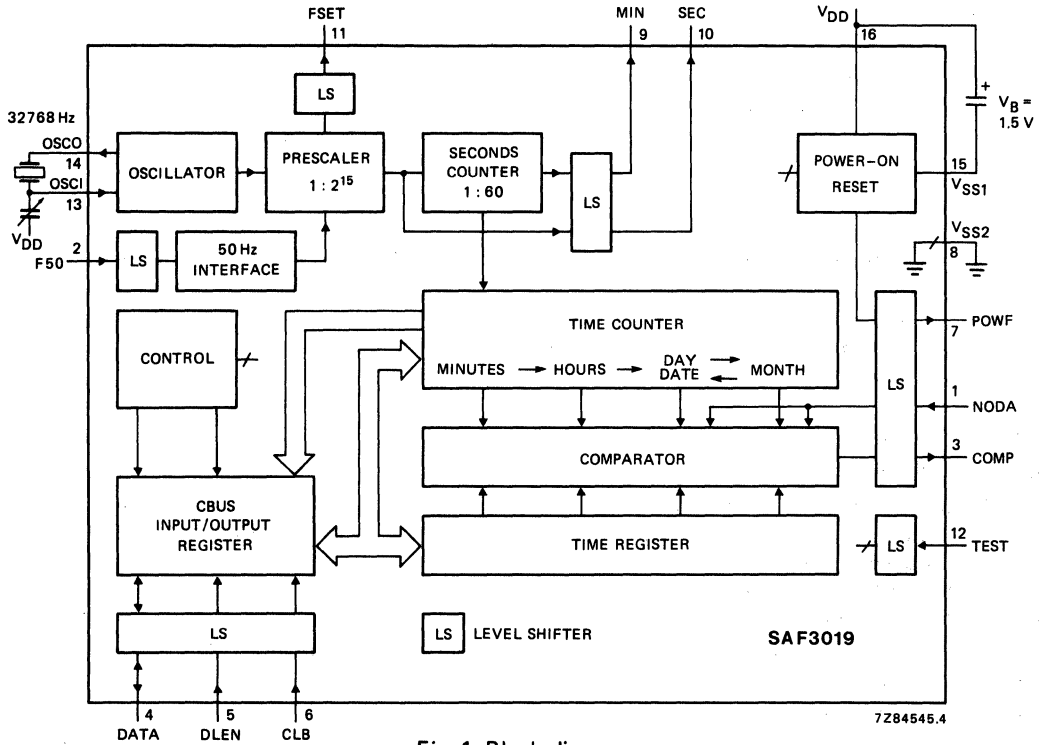 FSET
11
MIN
9
SEC
10
VDD
16
LS
+
VB =
1,5 V
32768 Hz
OSCO
14
OSCI
13
VDD
OSCILLATOR
PRESCALER
1 : 2¹⁵
SECONDS
COUNTER
1 : 60
LS
POWER-ON
RESET
15
VSS1
VSS2
8
2
F50
LS
50 Hz
INTERFACE
CONTROL
TIME COUNTER
MINUTES
HOURS
DAY
DATE
MONTH
LS
7
POWF
1
NODA
3
COMP
COMPARATOR
CBUS
INPUT/OUTPUT
REGISTER
TIME REGISTER
LS
12
TEST
LS
LS
LEVEL SHIFTER
SAF3019
4
5
6
DATA
DLEN
CLB
7Z84545.4